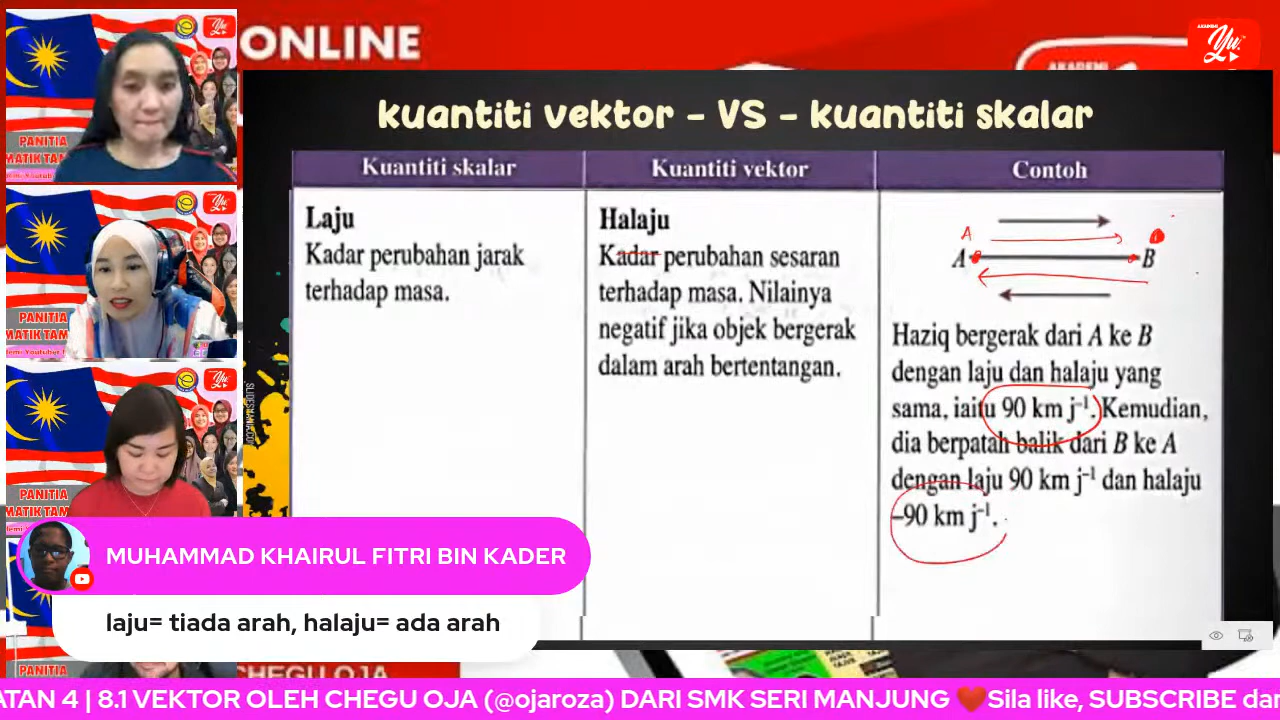 ONLINE
AKADEMI
Yu.
AKADEMI
kuantiti vektor - VS - kuantiti skalar
Kuantiti skalar
Kuantiti vektor
Contoh
Laju
Kadar perubahan jarak
terhadap masa.
Halaju
Kadar perubahan sesaran
terhadap masa. Nilainya
negatif jika objek bergerak
dalam arah bertentangan.
A
A
B
Haziq bergerak dari A ke B
dengan laju dan halaju yang
sama, iaitu 90 km j⁻¹. Kemudian,
dia berpatah balik dari B ke A
dengan laju 90 km j⁻¹ dan halaju
–90 km j⁻¹.
PANITIA
MATIK TAM
PANITIA
MATIK TAM
PANITIA
MATIK TAM
MUHAMMAD KHAIRUL FITRI BIN KADER
laju= tiada arah, halaju= ada arah
CHEGU OJA
ATAN 4 | 8.1 VEKTOR OLEH CHEGU OJA (@ojaroza) DARI SMK SERI MANJUNG ❤️Sila like, SUBSCRIBE dan